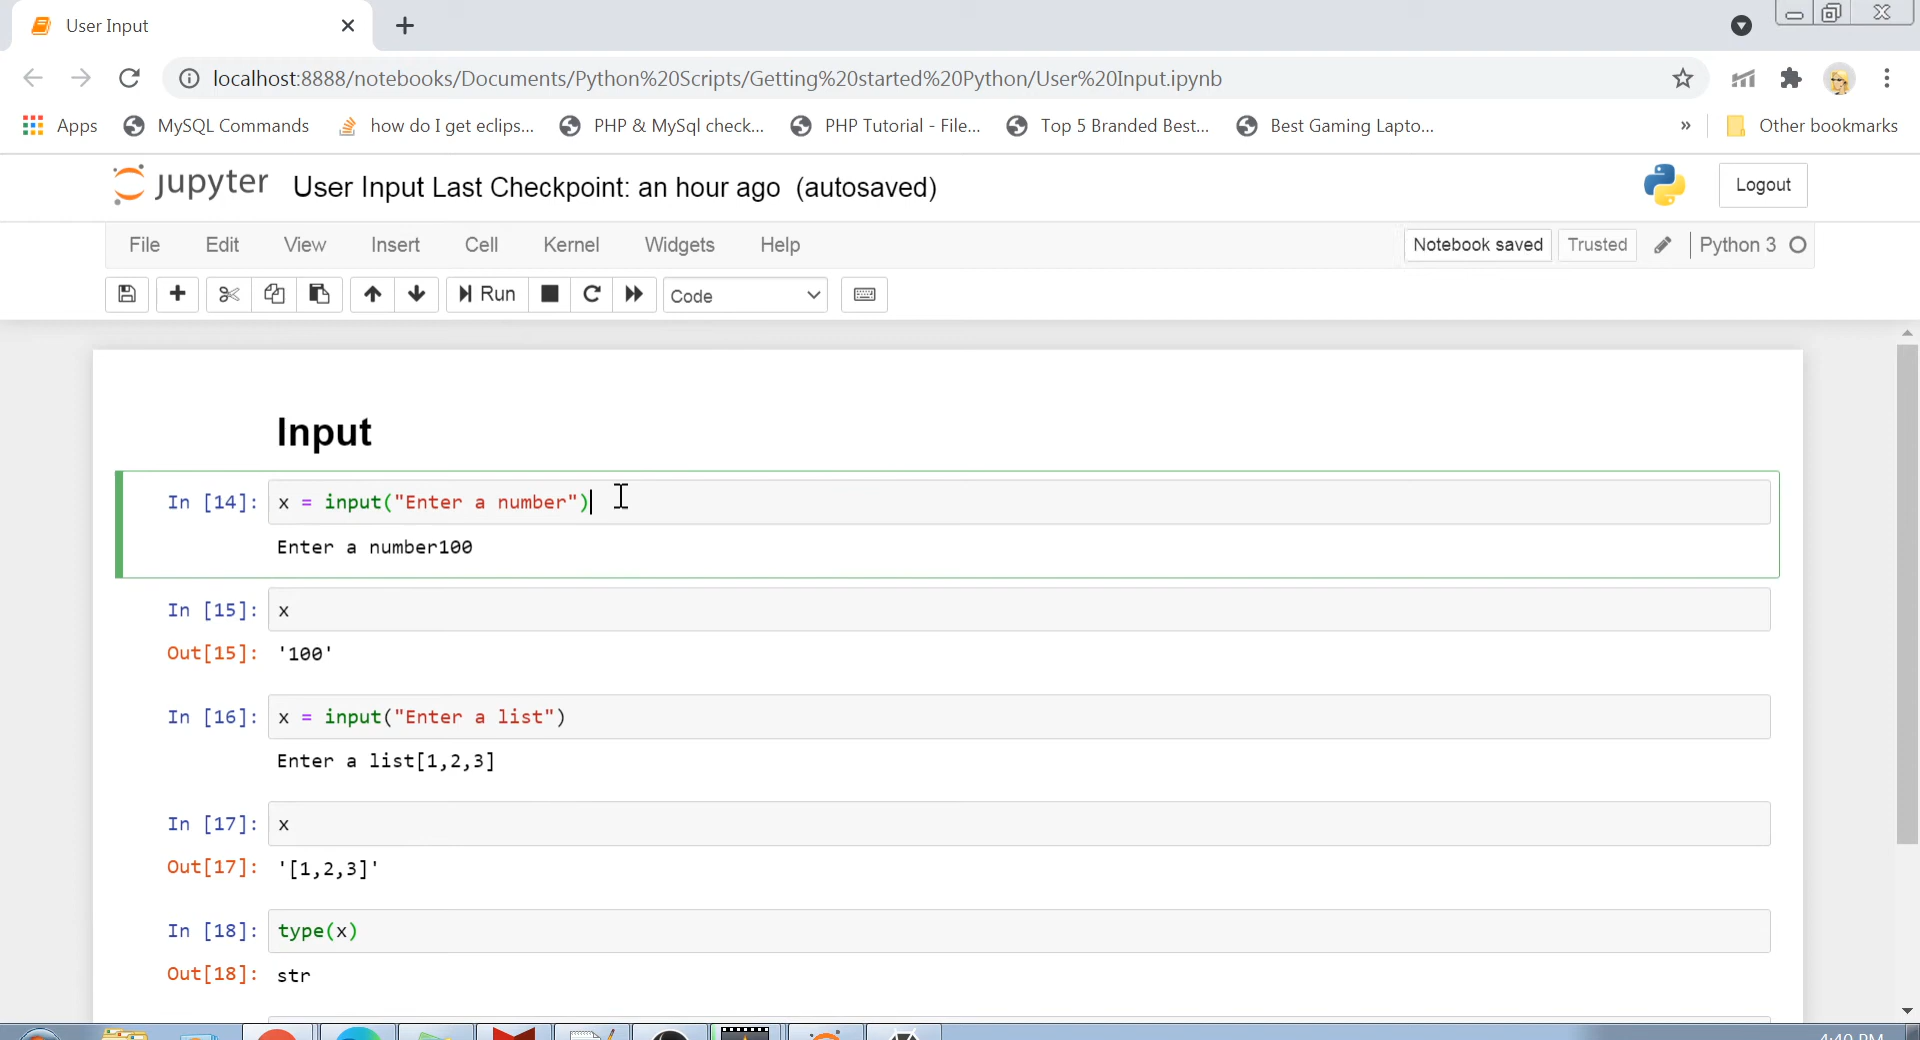 User Input
localhost:8888/notebooks/Documents/Python%20Scripts/Getting%20started%20Python/User%20Input.ipynb
Apps MySQL Commands how do I get eclips... PHP & MySql check... PHP Tutorial - File... Top 5 Branded Best... Best Gaming Lapto... » Other bookmarks
jupyter User Input Last Checkpoint: an hour ago (autosaved) Logout
File Edit View Insert Cell Kernel Widgets Help Notebook saved Trusted Python 3
Run Code
Input
In [14]: x = input("Enter a number")
Enter a number100
In [15]: x
Out[15]: '100'
In [16]: x = input("Enter a list")
Enter a list[1,2,3]
In [17]: x
Out[17]: '[1,2,3]'
In [18]: type(x)
Out[18]: str
4:40 PM